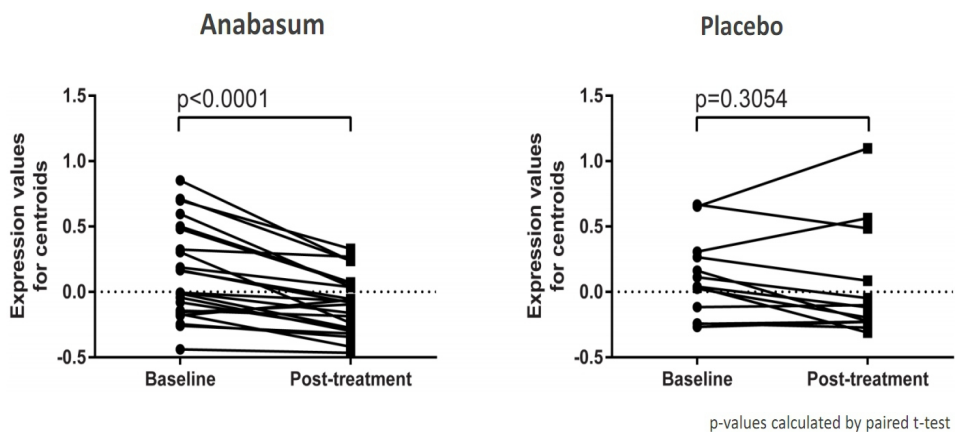 Anabasum
p<0.0001
1.5
1.0
0.5
0.0
-0.5
Expression values
for centroids
Baseline
Post-treatment
Placebo
p=0.3054
1.5
1.0
0.5
0.0
-0.5
Expression values
for centroids
Baseline
Post-treatment
p-values calculated by paired t-test